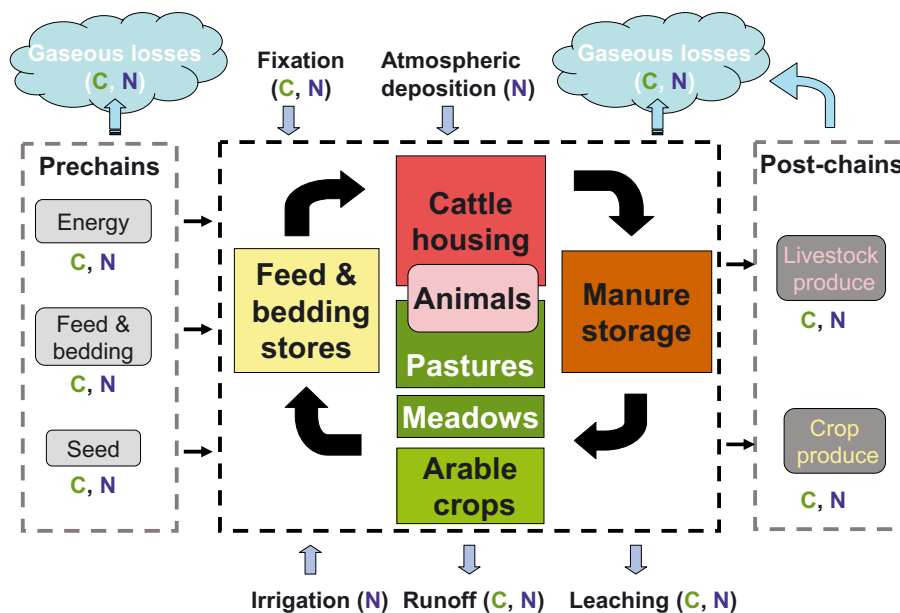 Gaseous losses
(C, N)
Fixation
(C, N)
Atmospheric
deposition (N)
Gaseous losses
(C, N)
Prechains
Energy
C, N
Feed &
bedding
C, N
Seed
C, N
Feed &
bedding
stores
Cattle
housing
Animals
Pastures
Meadows
Arable
crops
Manure
storage
Post-chains
Livestock
produce
C, N
Crop
produce
C, N
Irrigation (N)
Runoff (C, N)
Leaching (C, N)